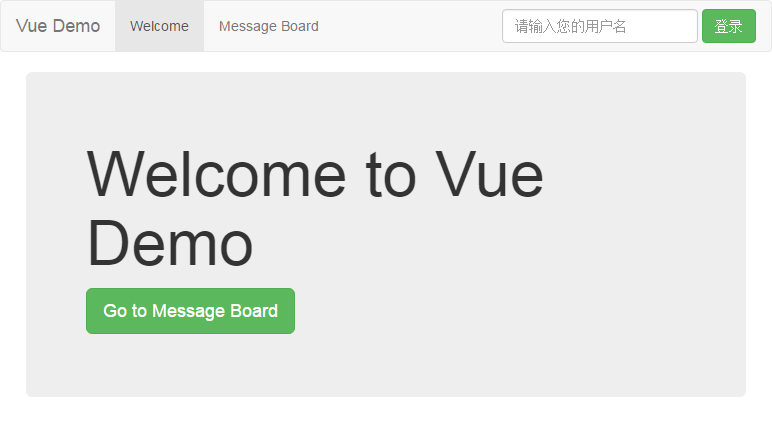 Vue Demo Welcome Message Board 请输入您的用户名 登录
Welcome to Vue
Demo
Go to Message Board